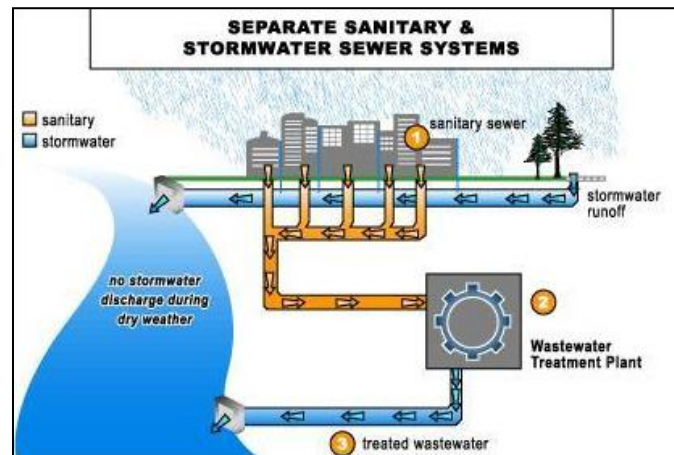 SEPARATE SANITARY &
STORMWATER SEWER SYSTEMS
sanitary
stormwater
1
sanitary sewer
stormwater
runoff
no stormwater
discharge during
dry weather
2
Wastewater
Treatment Plant
3 treated wastewater